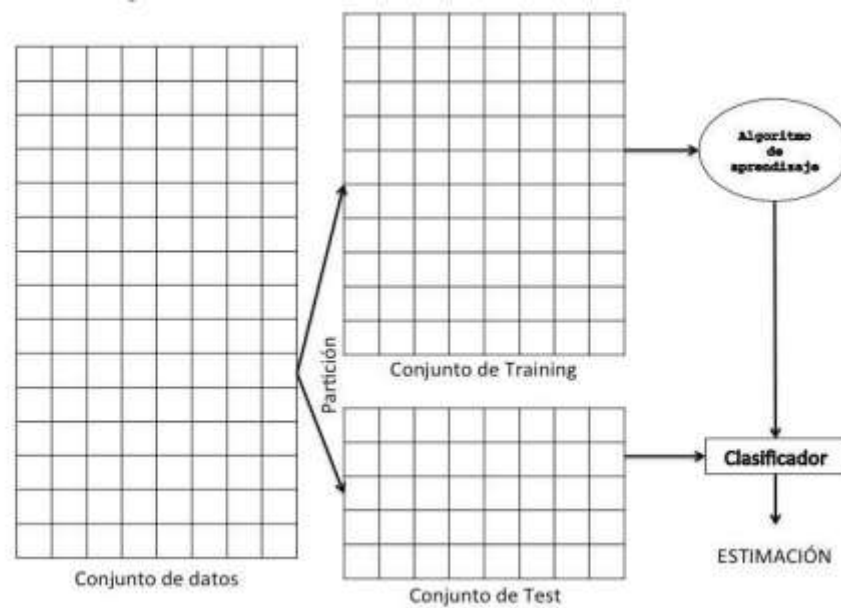 Algoritmo
de
aprendizaje
Partición
Conjunto de Training
Clasificador
ESTIMACIÓN
Conjunto de datos
Conjunto de Test